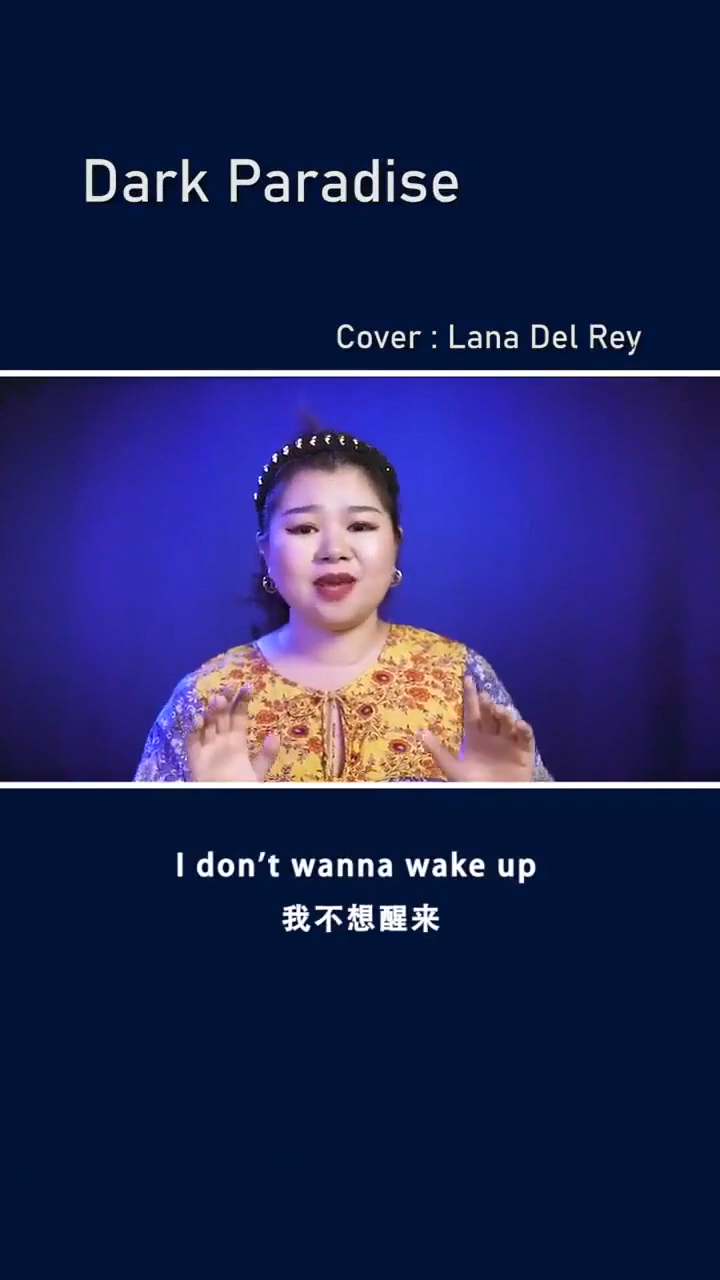 Dark Paradise
Cover : Lana Del Rey
I don't wanna wake up
我不想醒来